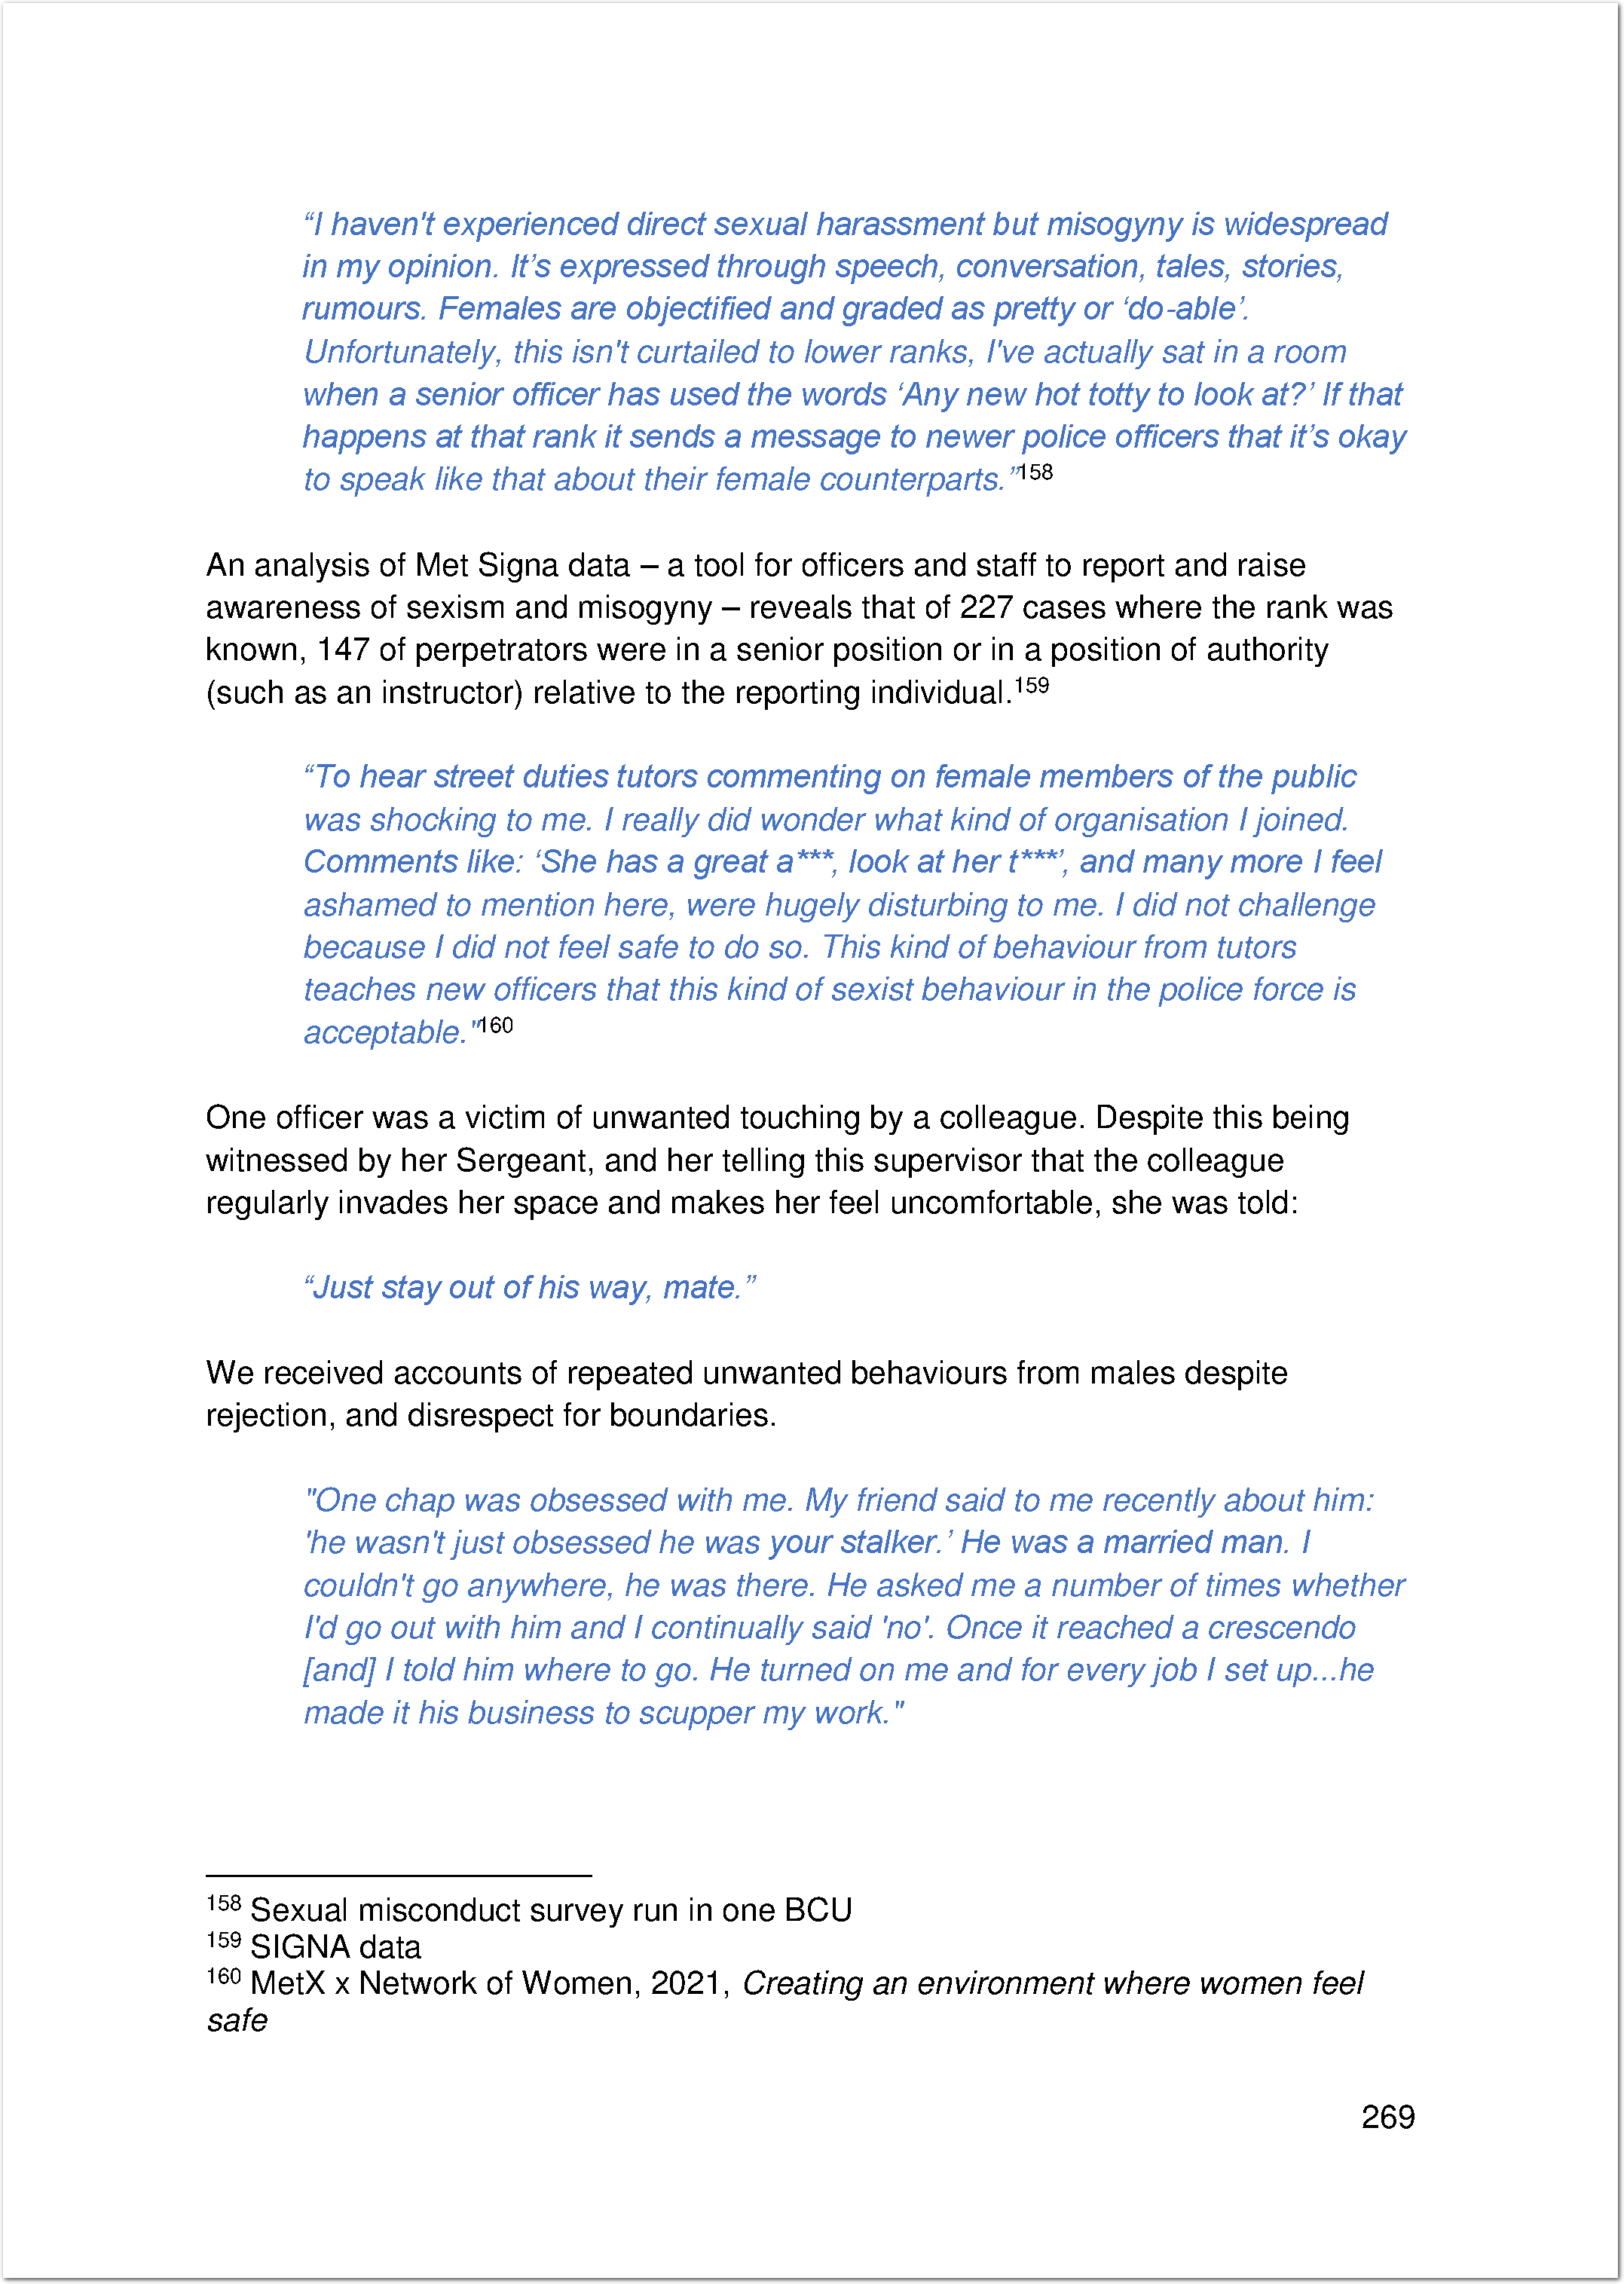 “I haven't experienced direct sexual harassment but misogyny is widespread
in my opinion. It’s expressed through speech, conversation, tales, stories,
rumours. Females are objectified and graded as pretty or ‘do-able’.
Unfortunately, this isn't curtailed to lower ranks, I've actually sat in a room
when a senior officer has used the words ‘Any new hot totty to look at?’ If that
happens at that rank it sends a message to newer police officers that it’s okay
to speak like that about their female counterparts.”158
An analysis of Met Signa data – a tool for officers and staff to report and raise
awareness of sexism and misogyny – reveals that of 227 cases where the rank was
known, 147 of perpetrators were in a senior position or in a position of authority
(such as an instructor) relative to the reporting individual.159
“To hear street duties tutors commenting on female members of the public
was shocking to me. I really did wonder what kind of organisation I joined.
Comments like: ‘She has a great a***, look at her t***’, and many more I feel
ashamed to mention here, were hugely disturbing to me. I did not challenge
because I did not feel safe to do so. This kind of behaviour from tutors
teaches new officers that this kind of sexist behaviour in the police force is
acceptable."160
One officer was a victim of unwanted touching by a colleague. Despite this being
witnessed by her Sergeant, and her telling this supervisor that the colleague
regularly invades her space and makes her feel uncomfortable, she was told:
“Just stay out of his way, mate.”
We received accounts of repeated unwanted behaviours from males despite
rejection, and disrespect for boundaries.
"One chap was obsessed with me. My friend said to me recently about him:
'he wasn't just obsessed he was your stalker.’ He was a married man. I
couldn't go anywhere, he was there. He asked me a number of times whether
I'd go out with him and I continually said 'no'. Once it reached a crescendo
[and] I told him where to go. He turned on me and for every job I set up...he
made it his business to scupper my work."
158 Sexual misconduct survey run in one BCU
159 SIGNA data
160 MetX x Network of Women, 2021, Creating an environment where women feel
safe
269